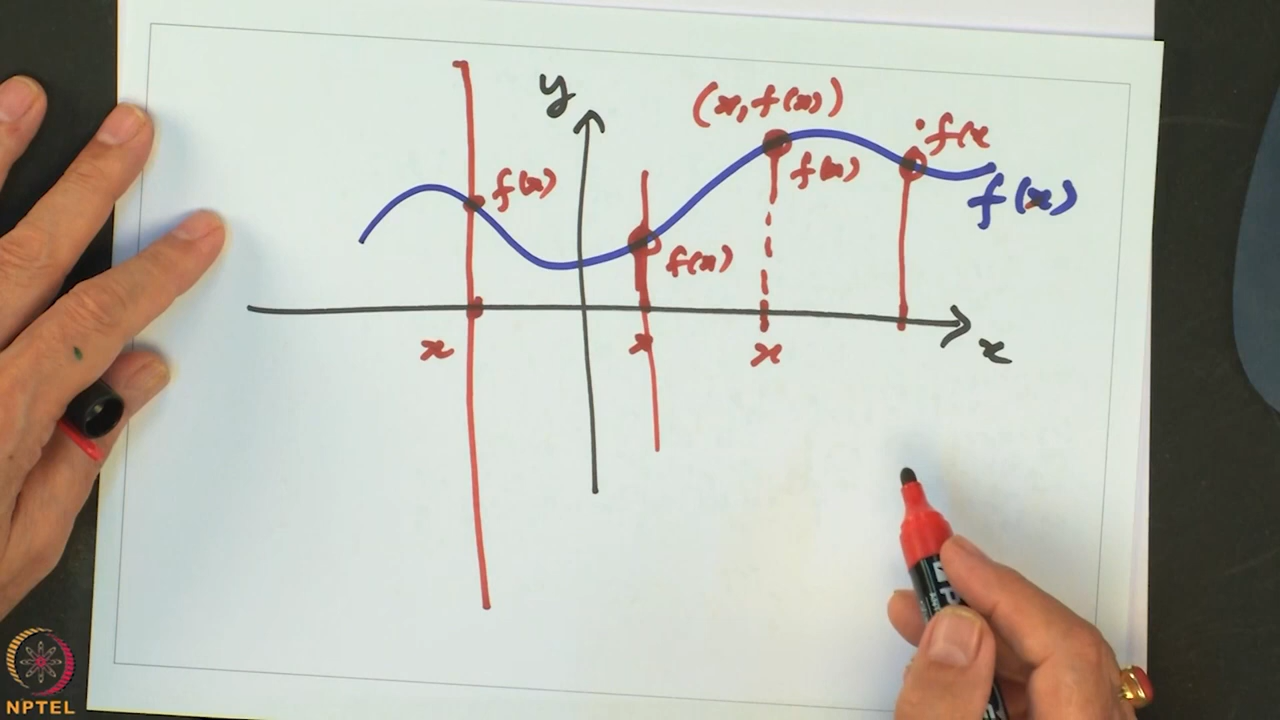 y
(x, f(x))
f(x
f(x)
f(x)
f(x)
f(x)
x
x
x
x
NPTEL